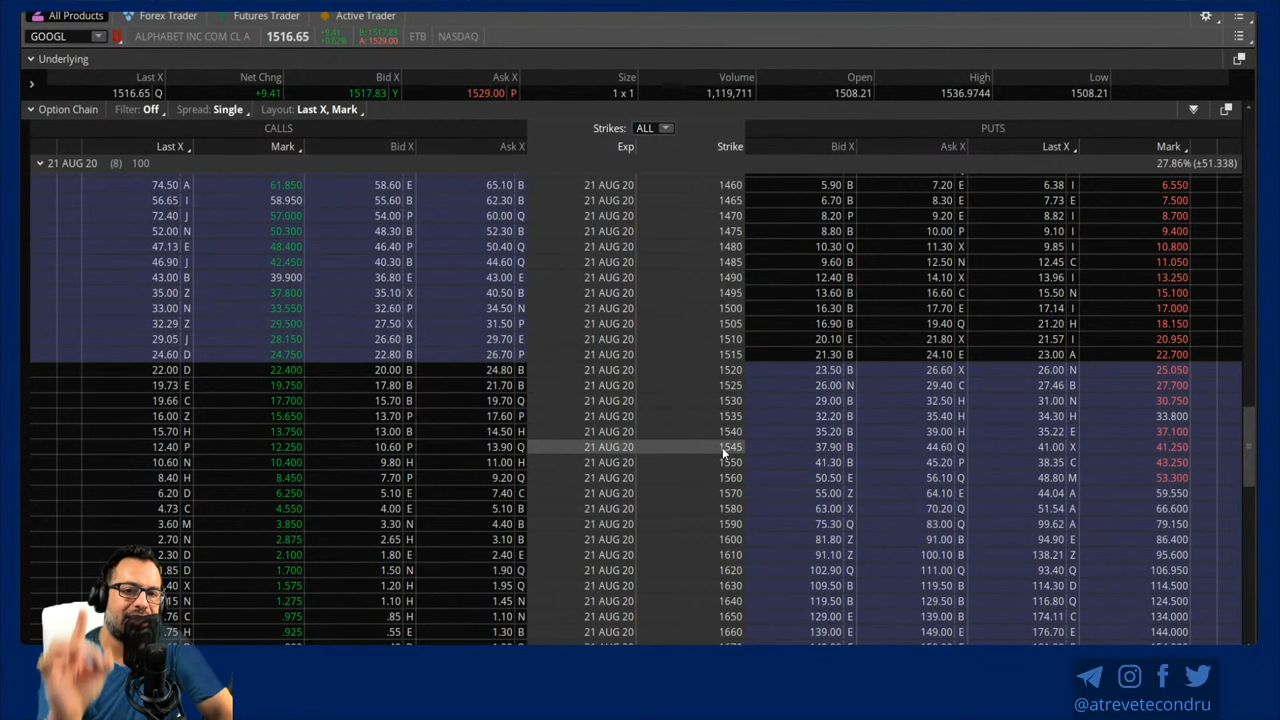 All Products Forex Trader Futures Trader Active Trader
GOOGL ALPHABET INC COM CL A 1516.65 +9.41 +0.62% B: 1517.83 A: 1529.00 ETB NASDAQ
Underlying
Last X Net Chng Bid X Ask X Size Volume Open High Low
1516.65 Q +9.41 1517.83 Y 1529.00 P 1 x 1 1,119,711 1508.21 1536.9744 1508.21
Option Chain Filter: Off Spread: Single Layout: Last X, Mark
CALLS Strikes: ALL PUTS
Last X Mark Bid X Ask X Exp Strike Bid X Ask X Last X Mark
21 AUG 20 (8) 100 27.86% (±51.338)
74.50 A 61.850 58.60 E 65.10 B 21 AUG 20 1460 5.90 B 7.20 E 6.38 I 6.550
56.65 I 58.950 55.60 B 62.30 B 21 AUG 20 1465 6.70 B 8.30 E 7.73 E 7.500
72.40 J 57.000 54.00 P 60.00 Q 21 AUG 20 1470 8.20 P 9.20 E 8.82 I 8.700
52.00 N 50.300 48.30 B 52.30 B 21 AUG 20 1475 8.80 B 10.00 P 9.10 I 9.400
47.13 E 48.400 46.40 P 50.40 Q 21 AUG 20 1480 10.30 Q 11.30 X 9.85 I 10.800
46.90 J 42.450 40.30 B 44.60 Q 21 AUG 20 1485 9.60 B 12.50 N 12.45 C 11.050
43.00 B 39.900 36.80 E 43.00 E 21 AUG 20 1490 12.40 B 14.10 X 13.96 I 13.250
35.00 Z 37.800 35.10 X 40.50 B 21 AUG 20 1495 13.60 B 16.60 C 15.50 N 15.100
33.00 N 33.550 32.60 P 34.50 N 21 AUG 20 1500 16.30 B 17.70 E 17.14 I 17.000
32.29 Z 29.500 27.50 X 31.50 P 21 AUG 20 1505 16.90 B 19.40 Q 21.20 H 18.150
29.05 J 28.150 26.60 B 29.70 E 21 AUG 20 1510 20.10 E 21.80 X 21.57 I 20.950
24.60 D 24.750 22.80 B 26.70 P 21 AUG 20 1515 21.30 B 24.10 E 23.00 A 22.700
22.00 D 22.400 20.00 B 24.80 B 21 AUG 20 1520 23.50 B 26.60 X 26.00 N 25.050
19.73 E 19.750 17.80 B 21.70 B 21 AUG 20 1525 26.00 N 29.40 C 27.46 B 27.700
19.66 C 17.700 15.70 B 19.70 Q 21 AUG 20 1530 29.00 B 32.50 H 31.00 N 30.750
16.00 Z 15.650 13.70 P 17.60 P 21 AUG 20 1535 32.20 B 35.40 H 34.30 H 33.800
15.70 H 13.750 13.00 B 14.50 H 21 AUG 20 1540 35.20 B 39.00 H 35.22 E 37.100
12.40 P 12.250 10.60 P 13.90 Q 21 AUG 20 1545 37.90 B 44.60 Q 41.00 X 41.250
10.60 N 10.400 9.80 H 11.00 H 21 AUG 20 1550 41.30 B 45.20 P 38.35 C 43.250
8.40 H 8.450 7.70 P 9.20 Q 21 AUG 20 1560 50.50 E 56.10 Q 48.80 M 53.300
6.20 D 6.250 5.10 E 7.40 C 21 AUG 20 1570 55.00 Z 64.10 E 44.04 A 59.550
4.73 C 4.550 4.00 E 5.10 B 21 AUG 20 1580 63.00 X 70.20 Q 51.54 A 66.600
3.60 M 3.850 3.30 N 4.40 B 21 AUG 20 1590 75.30 Q 83.00 Q 99.62 A 79.150
2.70 N 2.875 2.65 H 3.10 B 21 AUG 20 1600 81.80 Z 91.00 B 94.90 E 86.400
2.30 D 2.100 1.80 E 2.40 E 21 AUG 20 1610 91.10 Z 100.10 B 138.21 Z 95.600
1.85 D 1.700 1.50 N 1.90 Q 21 AUG 20 1620 102.90 Q 111.00 Q 93.40 Q 106.950
.40 X 1.575 1.20 H 1.95 Q 21 AUG 20 1630 109.50 B 119.50 B 114.30 D 114.500
15 N 1.275 1.10 H 1.45 N 21 AUG 20 1640 119.50 B 129.50 B 116.80 Q 124.500
.76 C .975 .85 H 1.10 N 21 AUG 20 1650 129.00 E 139.00 B 174.11 C 134.000
.75 H .925 .55 E 1.30 B 21 AUG 20 1660 139.00 E 149.00 E 176.70 E 144.000
@atrevetecondru